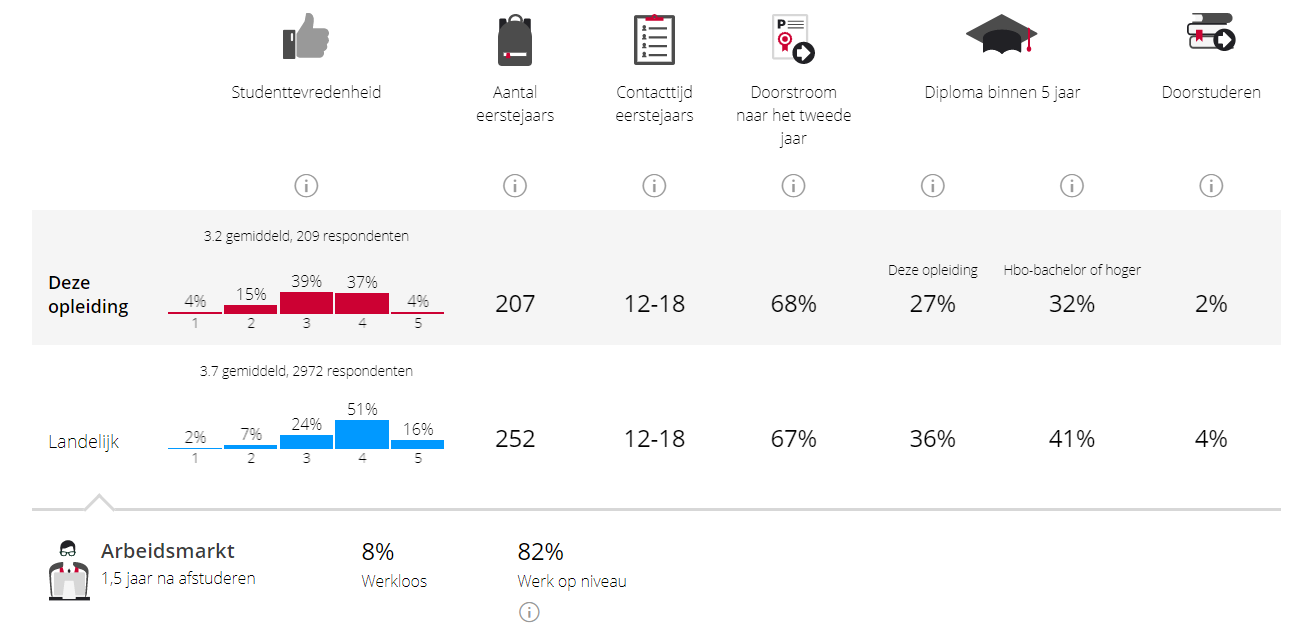 Studenttevredenheid
Aantal
eerstejaars
Contacttijd
eerstejaars
P
Doorstroom
naar het tweede
jaar
Diploma binnen 5 jaar
Doorstuderen
i i i i i i i
Deze
opleiding
3.2 gemiddeld, 209 respondenten
4% 15% 39% 37% 4%
1 2 3 4 5
207
12-18
68%
Deze opleiding
27%
Hbo-bachelor of hoger
32%
2%
Landelijk
3.7 gemiddeld, 2972 respondenten
2% 7% 24% 51% 16%
1 2 3 4 5
252
12-18
67%
36%
41%
4%
Arbeidsmarkt
1,5 jaar na afstuderen
8%
Werkloos
82%
Werk op niveau
i